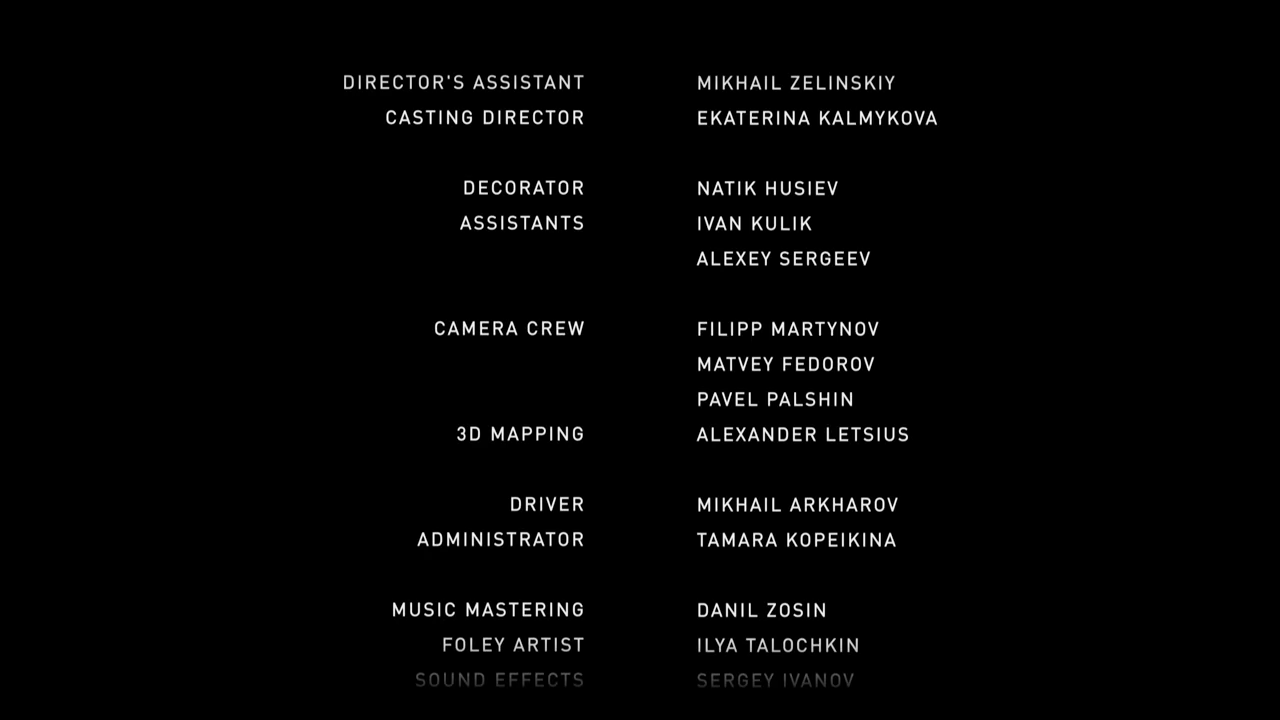 DIRECTOR'S ASSISTANT MIKHAIL ZELINSKIY
CASTING DIRECTOR EKATERINA KALMYKOVA
DECORATOR NATIK HUSIEV
ASSISTANTS IVAN KULIK
ALEXEY SERGEEV
CAMERA CREW FILIPP MARTYNOV
MATVEY FEDOROV
PAVEL PALSHIN
3D MAPPING ALEXANDER LETSIUS
DRIVER MIKHAIL ARKHAROV
ADMINISTRATOR TAMARA KOPEIKINA
MUSIC MASTERING DANIL ZOSIN
FOLEY ARTIST ILYA TALOCHKIN
SOUND EFFECTS SERGEY IVANOV